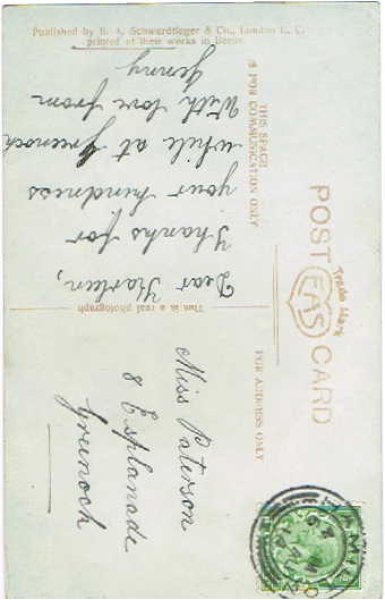 Published by E. A. Schwerdtfeger & Co., London E. C.
printed at their works in Berlin.
POST CARD
Trade Mark
EAS
THIS SPACE
IS FOR COMMUNICATION ONLY
FOR ADDRESS ONLY
This is a real photograph
Dear
Thanks for
your kindness
while at Greenock
With love from
Jenny
Miss Paterson
8 Esplanade
Greenock